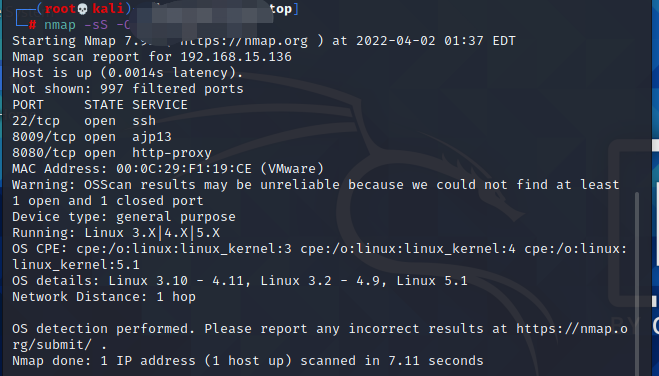 (root💀kali) top]
# nmap -sS -
Starting Nmap 7.9 https://nmap.org ) at 2022-04-02 01:37 EDT
Nmap scan report for 192.168.15.136
Host is up (0.0014s latency).
Not shown: 997 filtered ports
PORT     STATE SERVICE
22/tcp   open  ssh
8009/tcp open  ajp13
8080/tcp open  http-proxy
MAC Address: 00:0C:29:F1:19:CE (VMware)
Warning: OSScan results may be unreliable because we could not find at least
1 open and 1 closed port
Device type: general purpose
Running: Linux 3.X|4.X|5.X
OS CPE: cpe:/o:linux:linux_kernel:3 cpe:/o:linux:linux_kernel:4 cpe:/o:linux:
linux_kernel:5.1
OS details: Linux 3.10 - 4.11, Linux 3.2 - 4.9, Linux 5.1
Network Distance: 1 hop
OS detection performed. Please report any incorrect results at https://nmap.o
rg/submit/ .
Nmap done: 1 IP address (1 host up) scanned in 7.11 seconds
BY